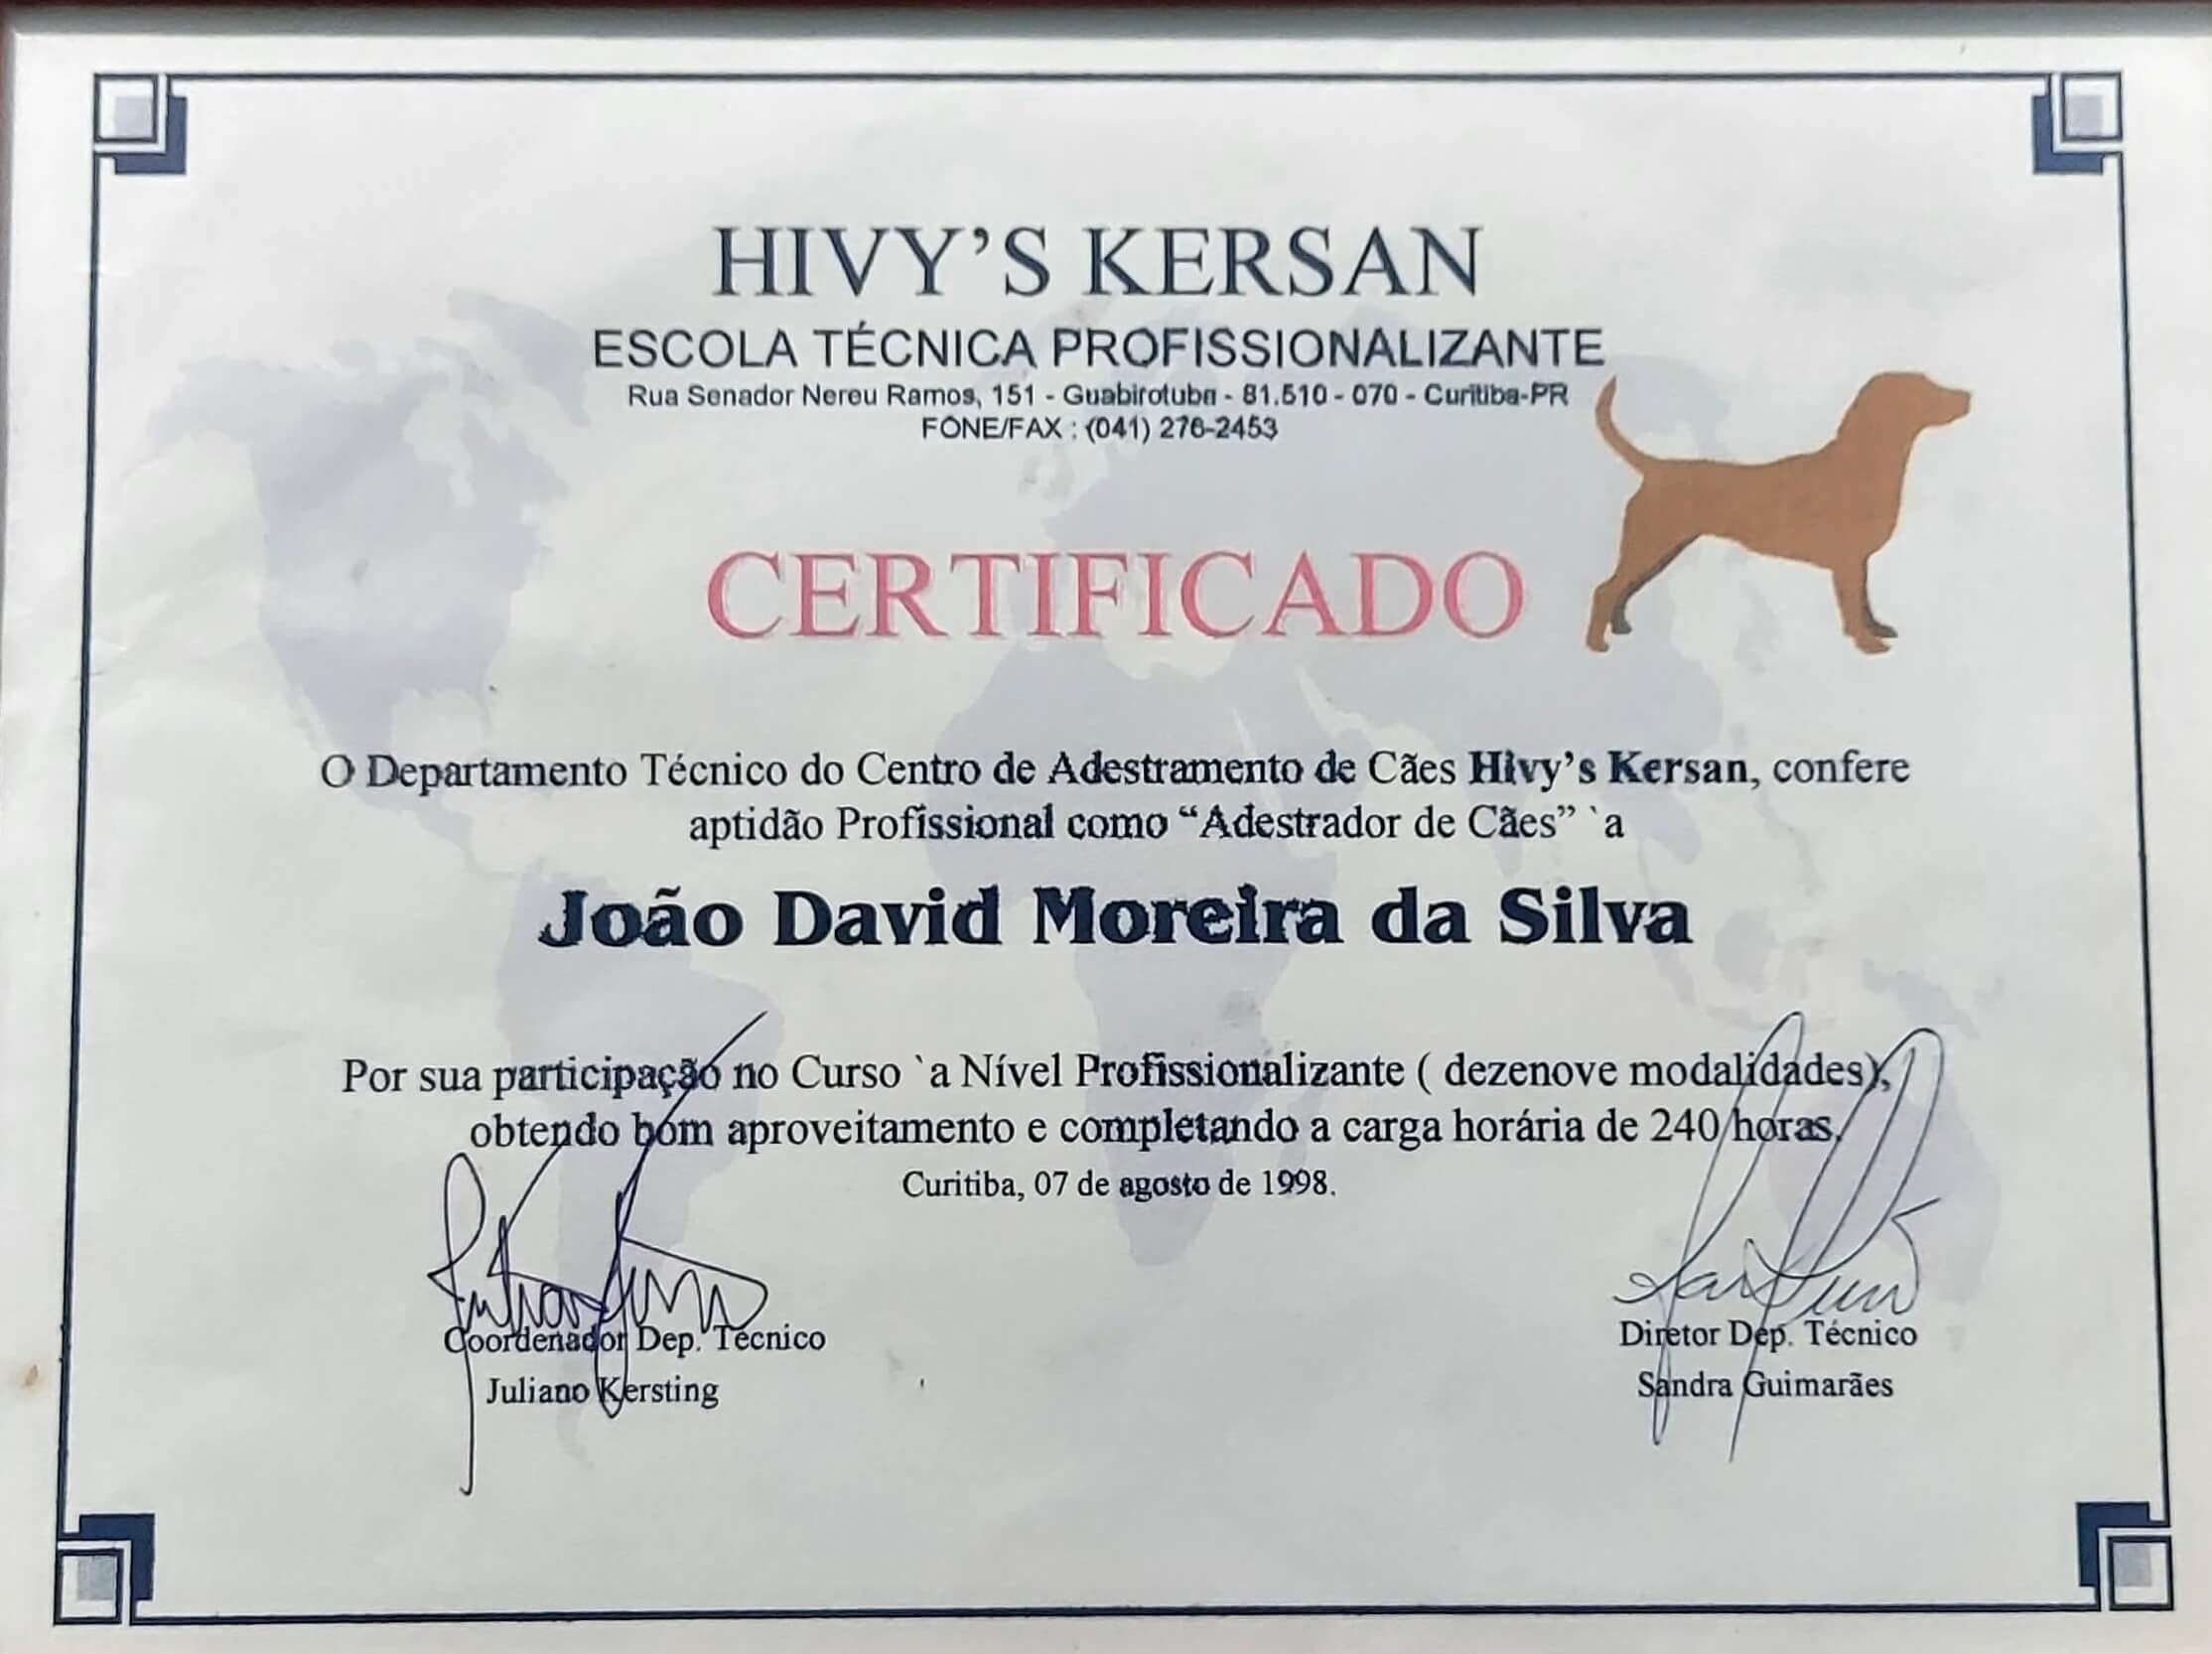 HIVY’S KERSAN
ESCOLA TÉCNICA PROFISSIONALIZANTE
Rua Senador Nereu Ramos, 151 - Guabirotuba - 81.510 - 070 - Curitiba-PR
FONE/FAX : (041) 276-2453
CERTIFICADO
O Departamento Técnico do Centro de Adestramento de Cães Hivy’s Kersan, confere
aptidão Profissional como “Adestrador de Cães” `a
João David Moreira da Silva
Por sua participação no Curso `a Nível Profissionalizante ( dezenove modalidades),
obtendo bom aproveitamento e completando a carga horária de 240 horas.
Curitiba, 07 de agosto de 1998.
Coordenador Dep. Técnico
Juliano Kersting
Diretor Dep. Técnico
Sandra Guimarães